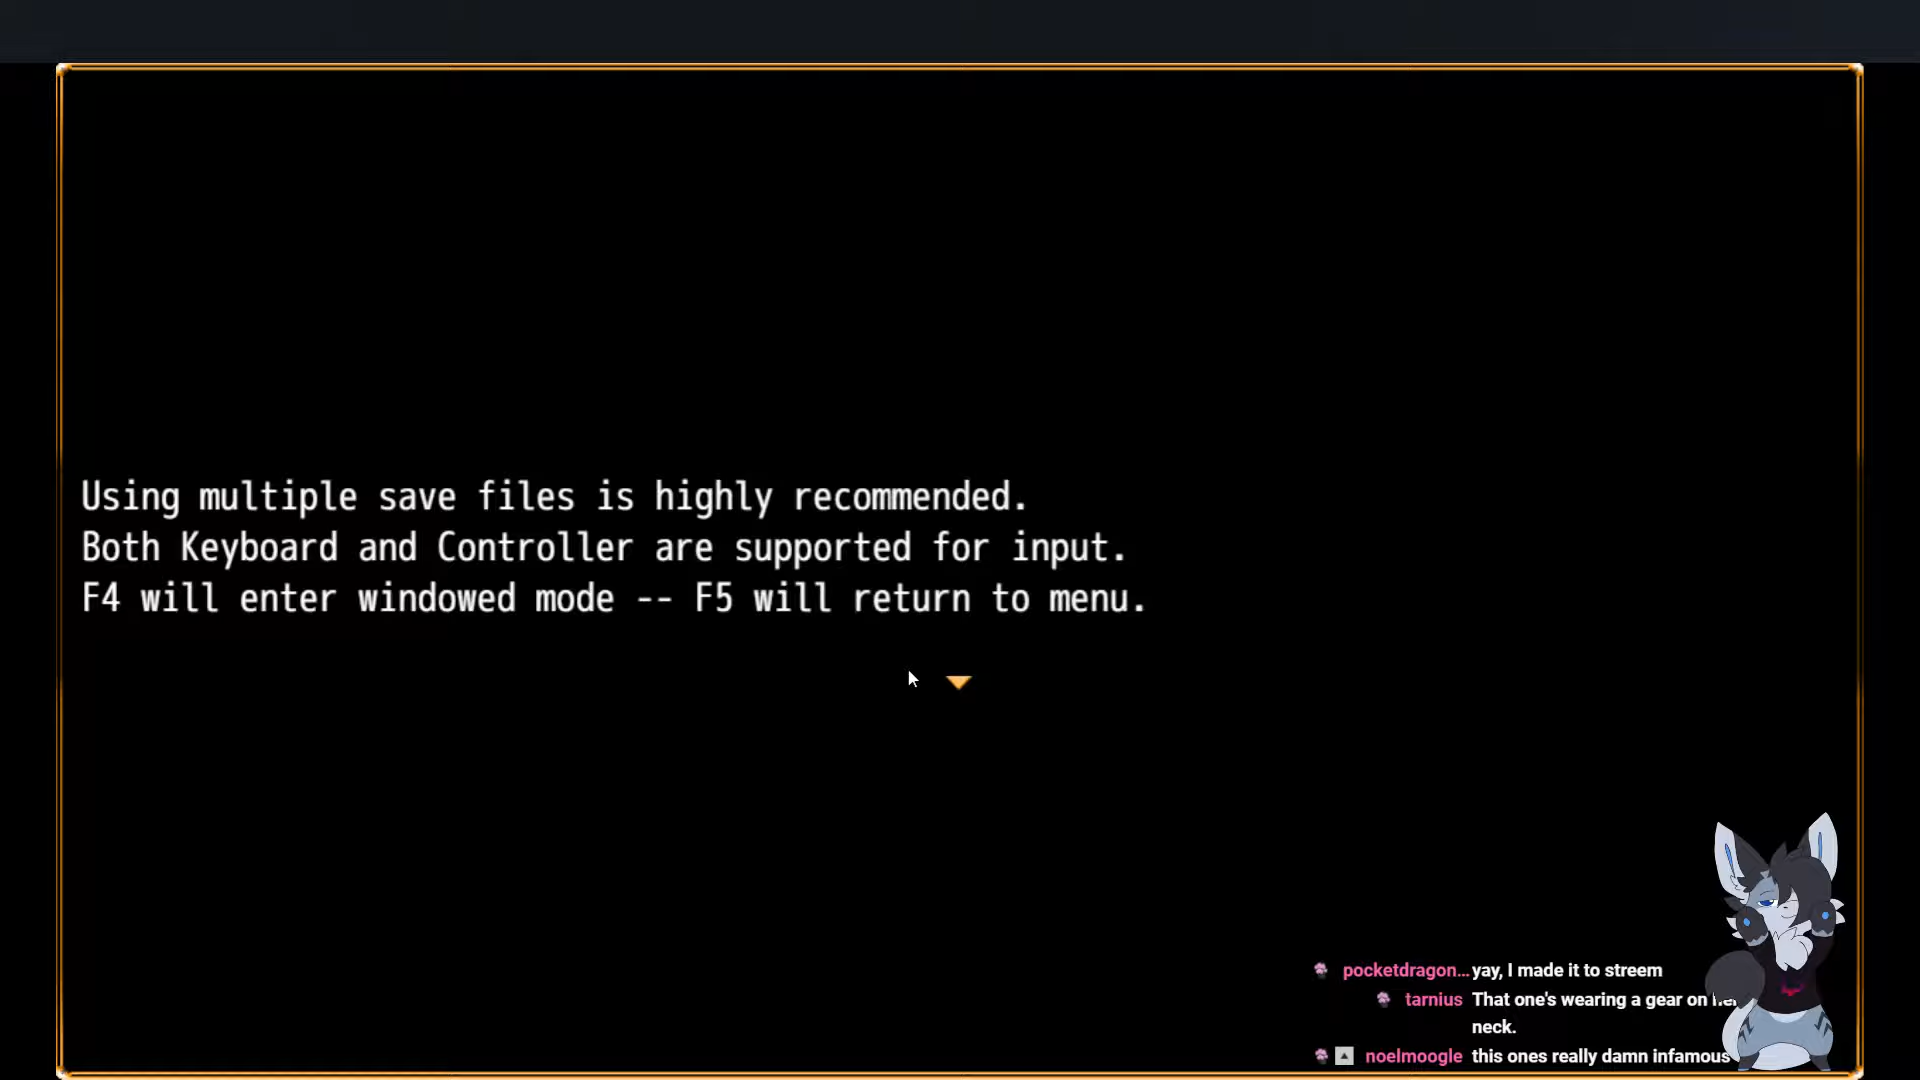 Using multiple save files is highly recommended.
Both Keyboard and Controller are supported for input.
F4 will enter windowed mode -- F5 will return to menu.
pocketdragon... yay, I made it to streem
tarnius That one's wearing a gear on
neck.
noelmoogle this ones really damn infamous